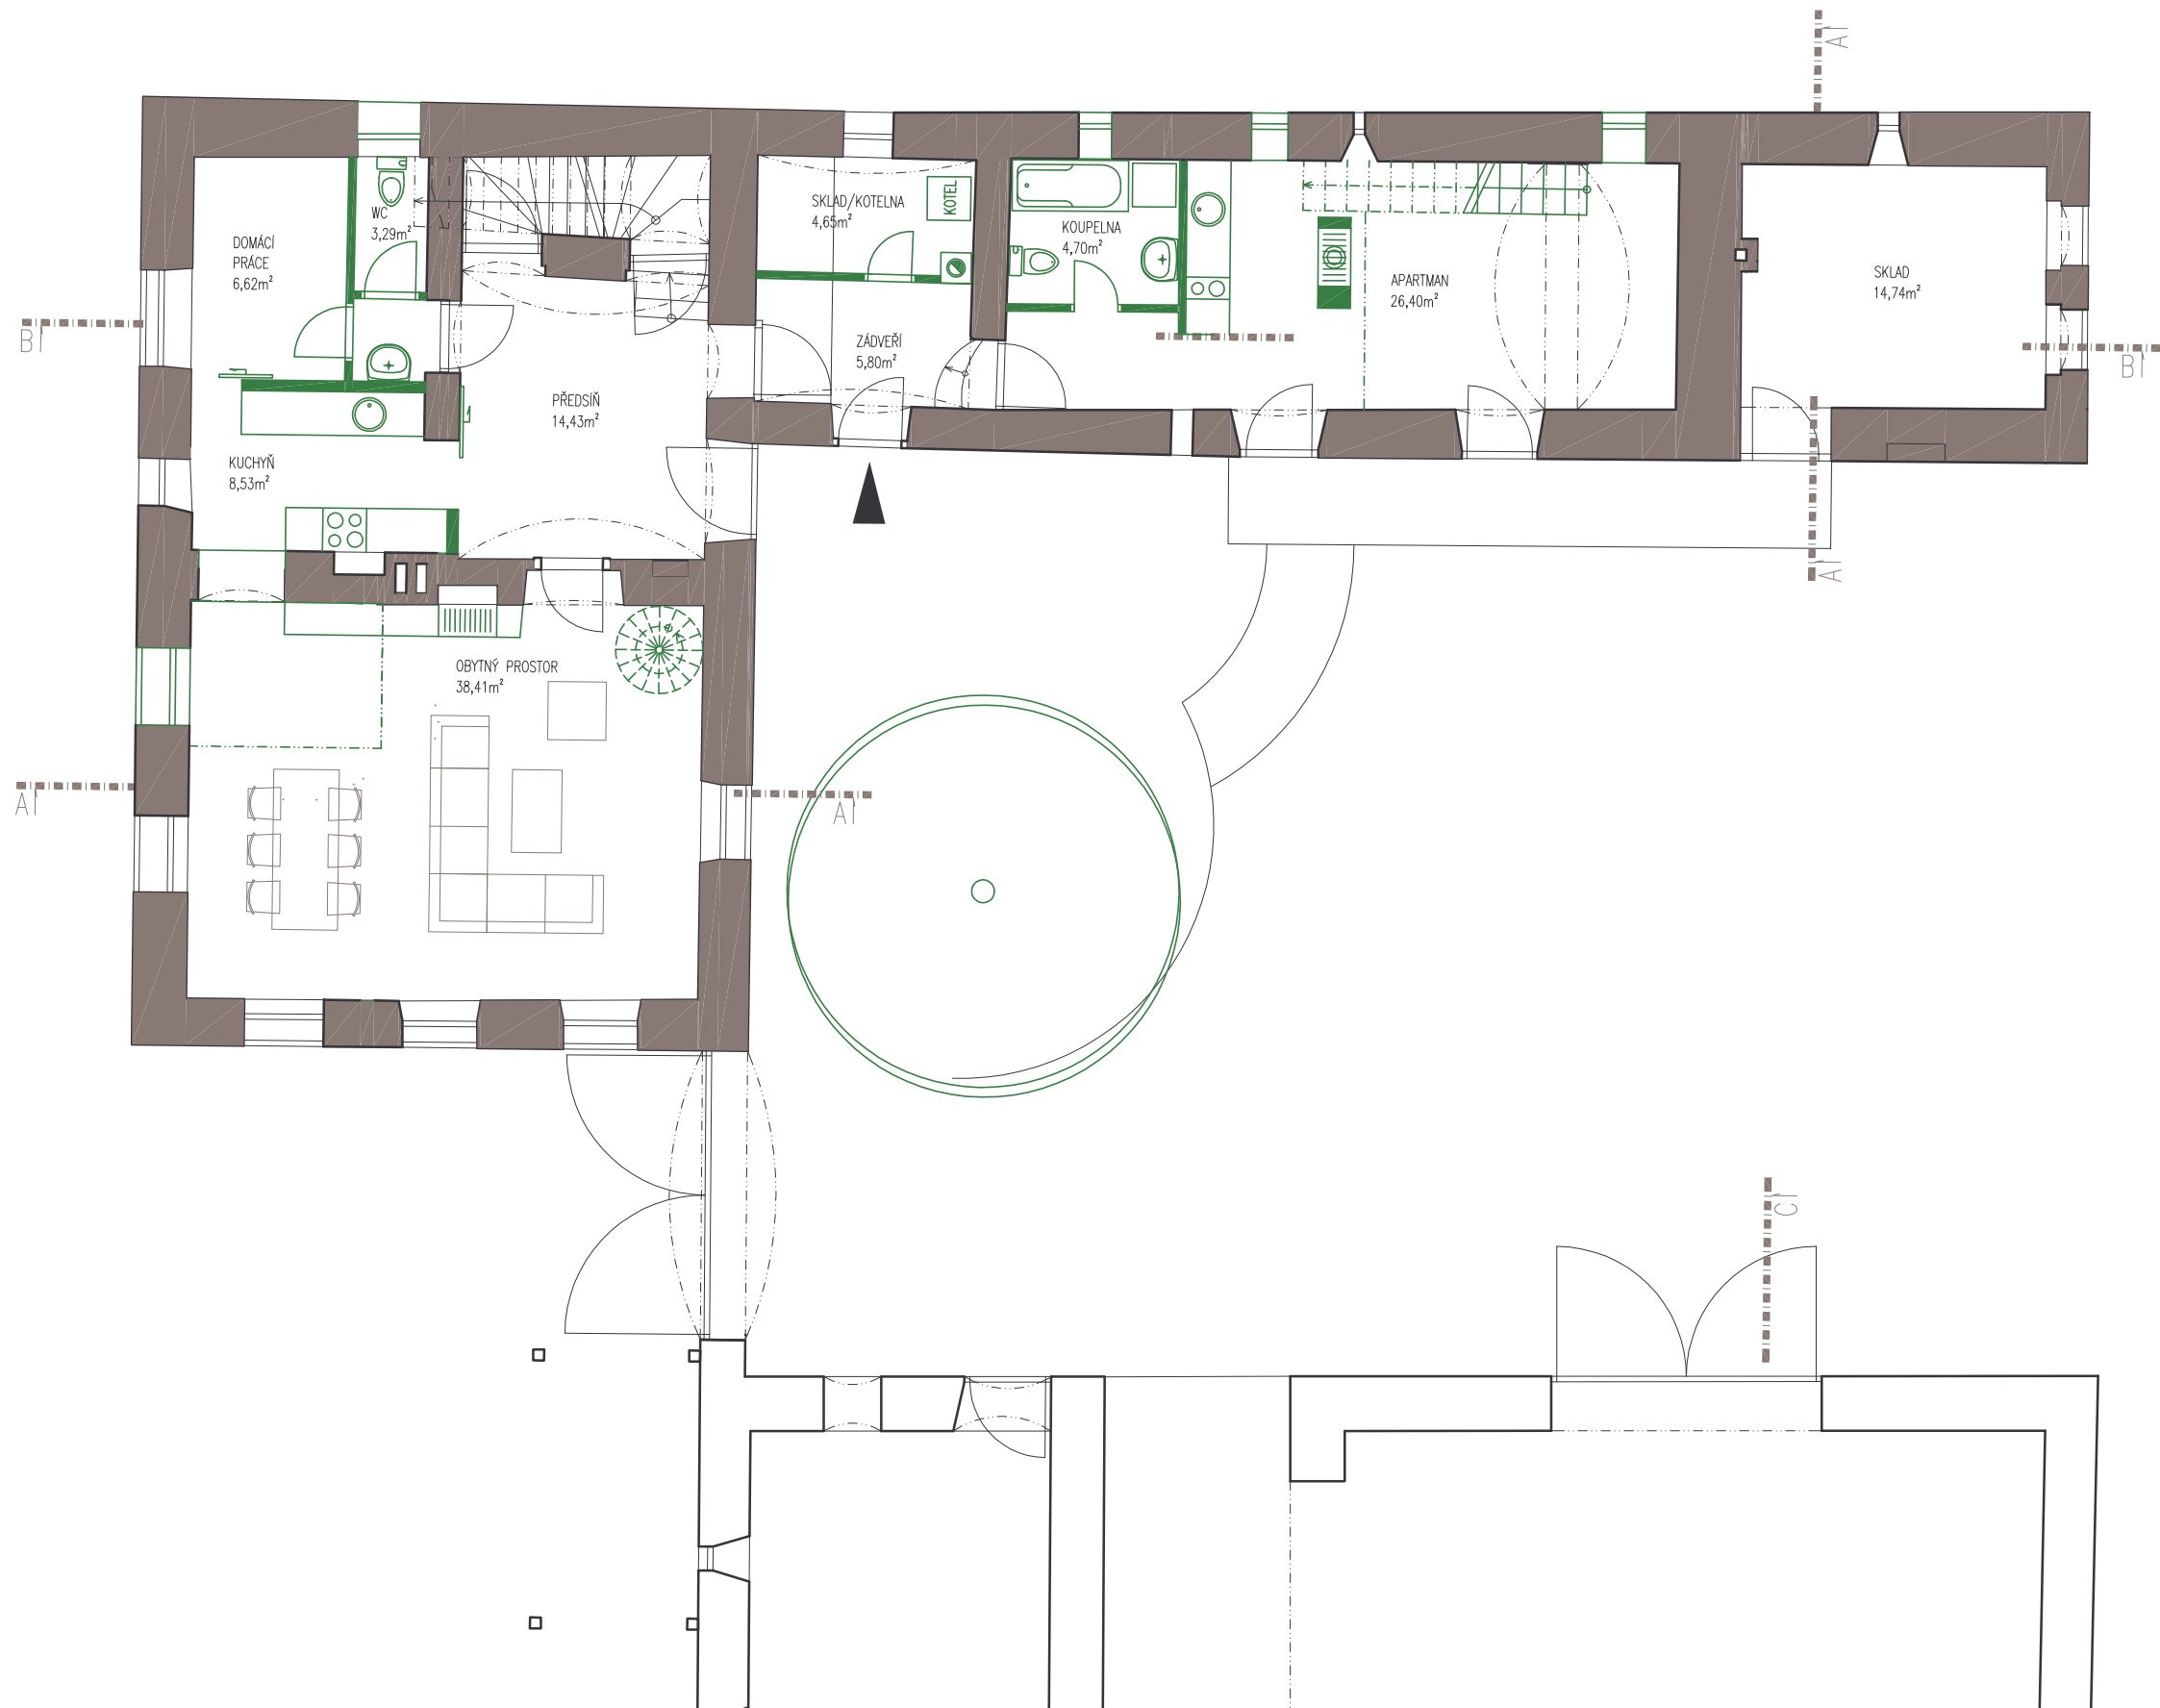 A
WC
3,29m²
DOMÁCÍ
PRÁCE
6,62m²
SKLAD/KOTELNA
4,65m²
KOTEL
KOUPELNA
4,70m²
APARTMAN
26,40m²
SKLAD
14,74m²
B
B
ZÁDVEŘÍ
5,80m²
PŘEDSÍŇ
14,43m²
KUCHYŇ
8,53m²
A
OBYTNÝ PROSTOR
38,41m²
A
A
C